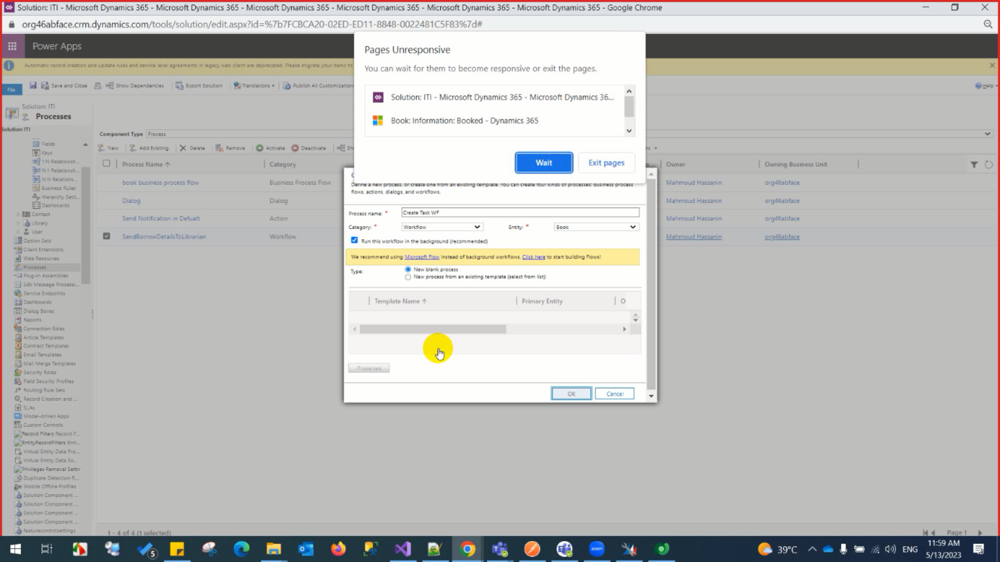 Solution: ITI - Microsoft Dynamics 365 - Microsoft Dynamics 365 - Microsoft Dynamics 365 - Microsoft Dynamics 365 - Microsoft Dynamics 365 - Microsoft Dynamics 365 - Google Chrome
org46abface.crm.dynamics.com/tools/solution/edit.aspx?id=%7b7FCBCA20-02ED-ED11-8848-0022481C5F83%7d#
Power Apps
Automatic record creation and update rules and service level agreements in legacy web client are deprecated. Please migrate your items to
File
Save and Close
Show Dependencies
Export Solution
Translations
Publish All Customization
Help
Solution: ITI
Processes
Solution ITI
Fields
Keys
1:N Relationsh...
N:1 Relationsh...
N:N Relations...
Business Rules
Hierarchy Setti...
Dashboards
Contact
Library
User
Option Sets
Client Extensions
Web Resources
Processes
Plug-in Assemblies
Sdk Message Processi...
Service Endpoints
Dashboards
Dialog Boxes
Reports
Connection Roles
Article Templates
Contract Templates
Email Templates
Mail Merge Templates
Security Roles
Field Security Profiles
Routing Rule Sets
Record Creation and ...
SLAs
Model-driven Apps
Custom Controls
Record Filters Record F...
EntityRecordFilters Enti...
Virtual Entity Data Pro...
Virtual Entity Data So...
Privileges Removal Settir
Duplicate Detection R...
Mobile Offline Profiles
Solution Component ...
Solution Component ...
Solution Component ...
Solution Component ...
featurecontrolsettings
Component Type Process
New Add Existing Delete Remove Activate Deactivate Sh
Process Name ↑ Category Owner Owning Business Unit
book business process flow Business Process Flow Mahmoud Hassanin org46abface
Dialog Dialog Mahmoud Hassanin org46abface
Send Notification in Defualt Action Mahmoud Hassanin org46abface
SendBorrowDetailsToLibrarian Workflow Mahmoud Hassanin org46abface
1 - 4 of 4 (1 selected)
Page 1
Pages Unresponsive
You can wait for them to become responsive or exit the pages.
Solution: ITI - Microsoft Dynamics 365 - Microsoft Dynamics 36...
Book: Information: Booked - Dynamics 365
Wait
Exit pages
Define a new process, or create one from an existing template. You can create four kinds of processes: business process
flows, actions, dialogs, and workflows.
Process name: * Create Task WF
Category: * Workflow Entity: * Book
Run this workflow in the background (recommended)
We recommend using Microsoft Flow instead of background workflows. Click here to start building Flows!
Type: New blank process
New process from an existing template (select from list):
Template Name ↑ Primary Entity O
Properties
OK
Cancel
5
zoom
39°C
ENG
11:59 AM
5/13/2023